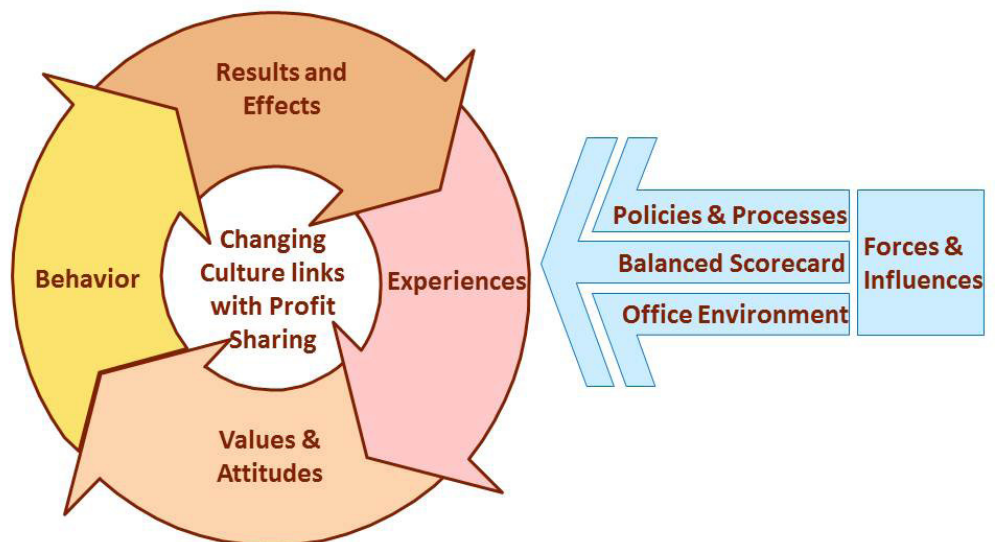 Results and
Effects
Behavior
Changing
Culture links
with Profit
Sharing
Experiences
Values &
Attitudes
Policies & Processes
Balanced Scorecard
Office Environment
Forces &
Influences